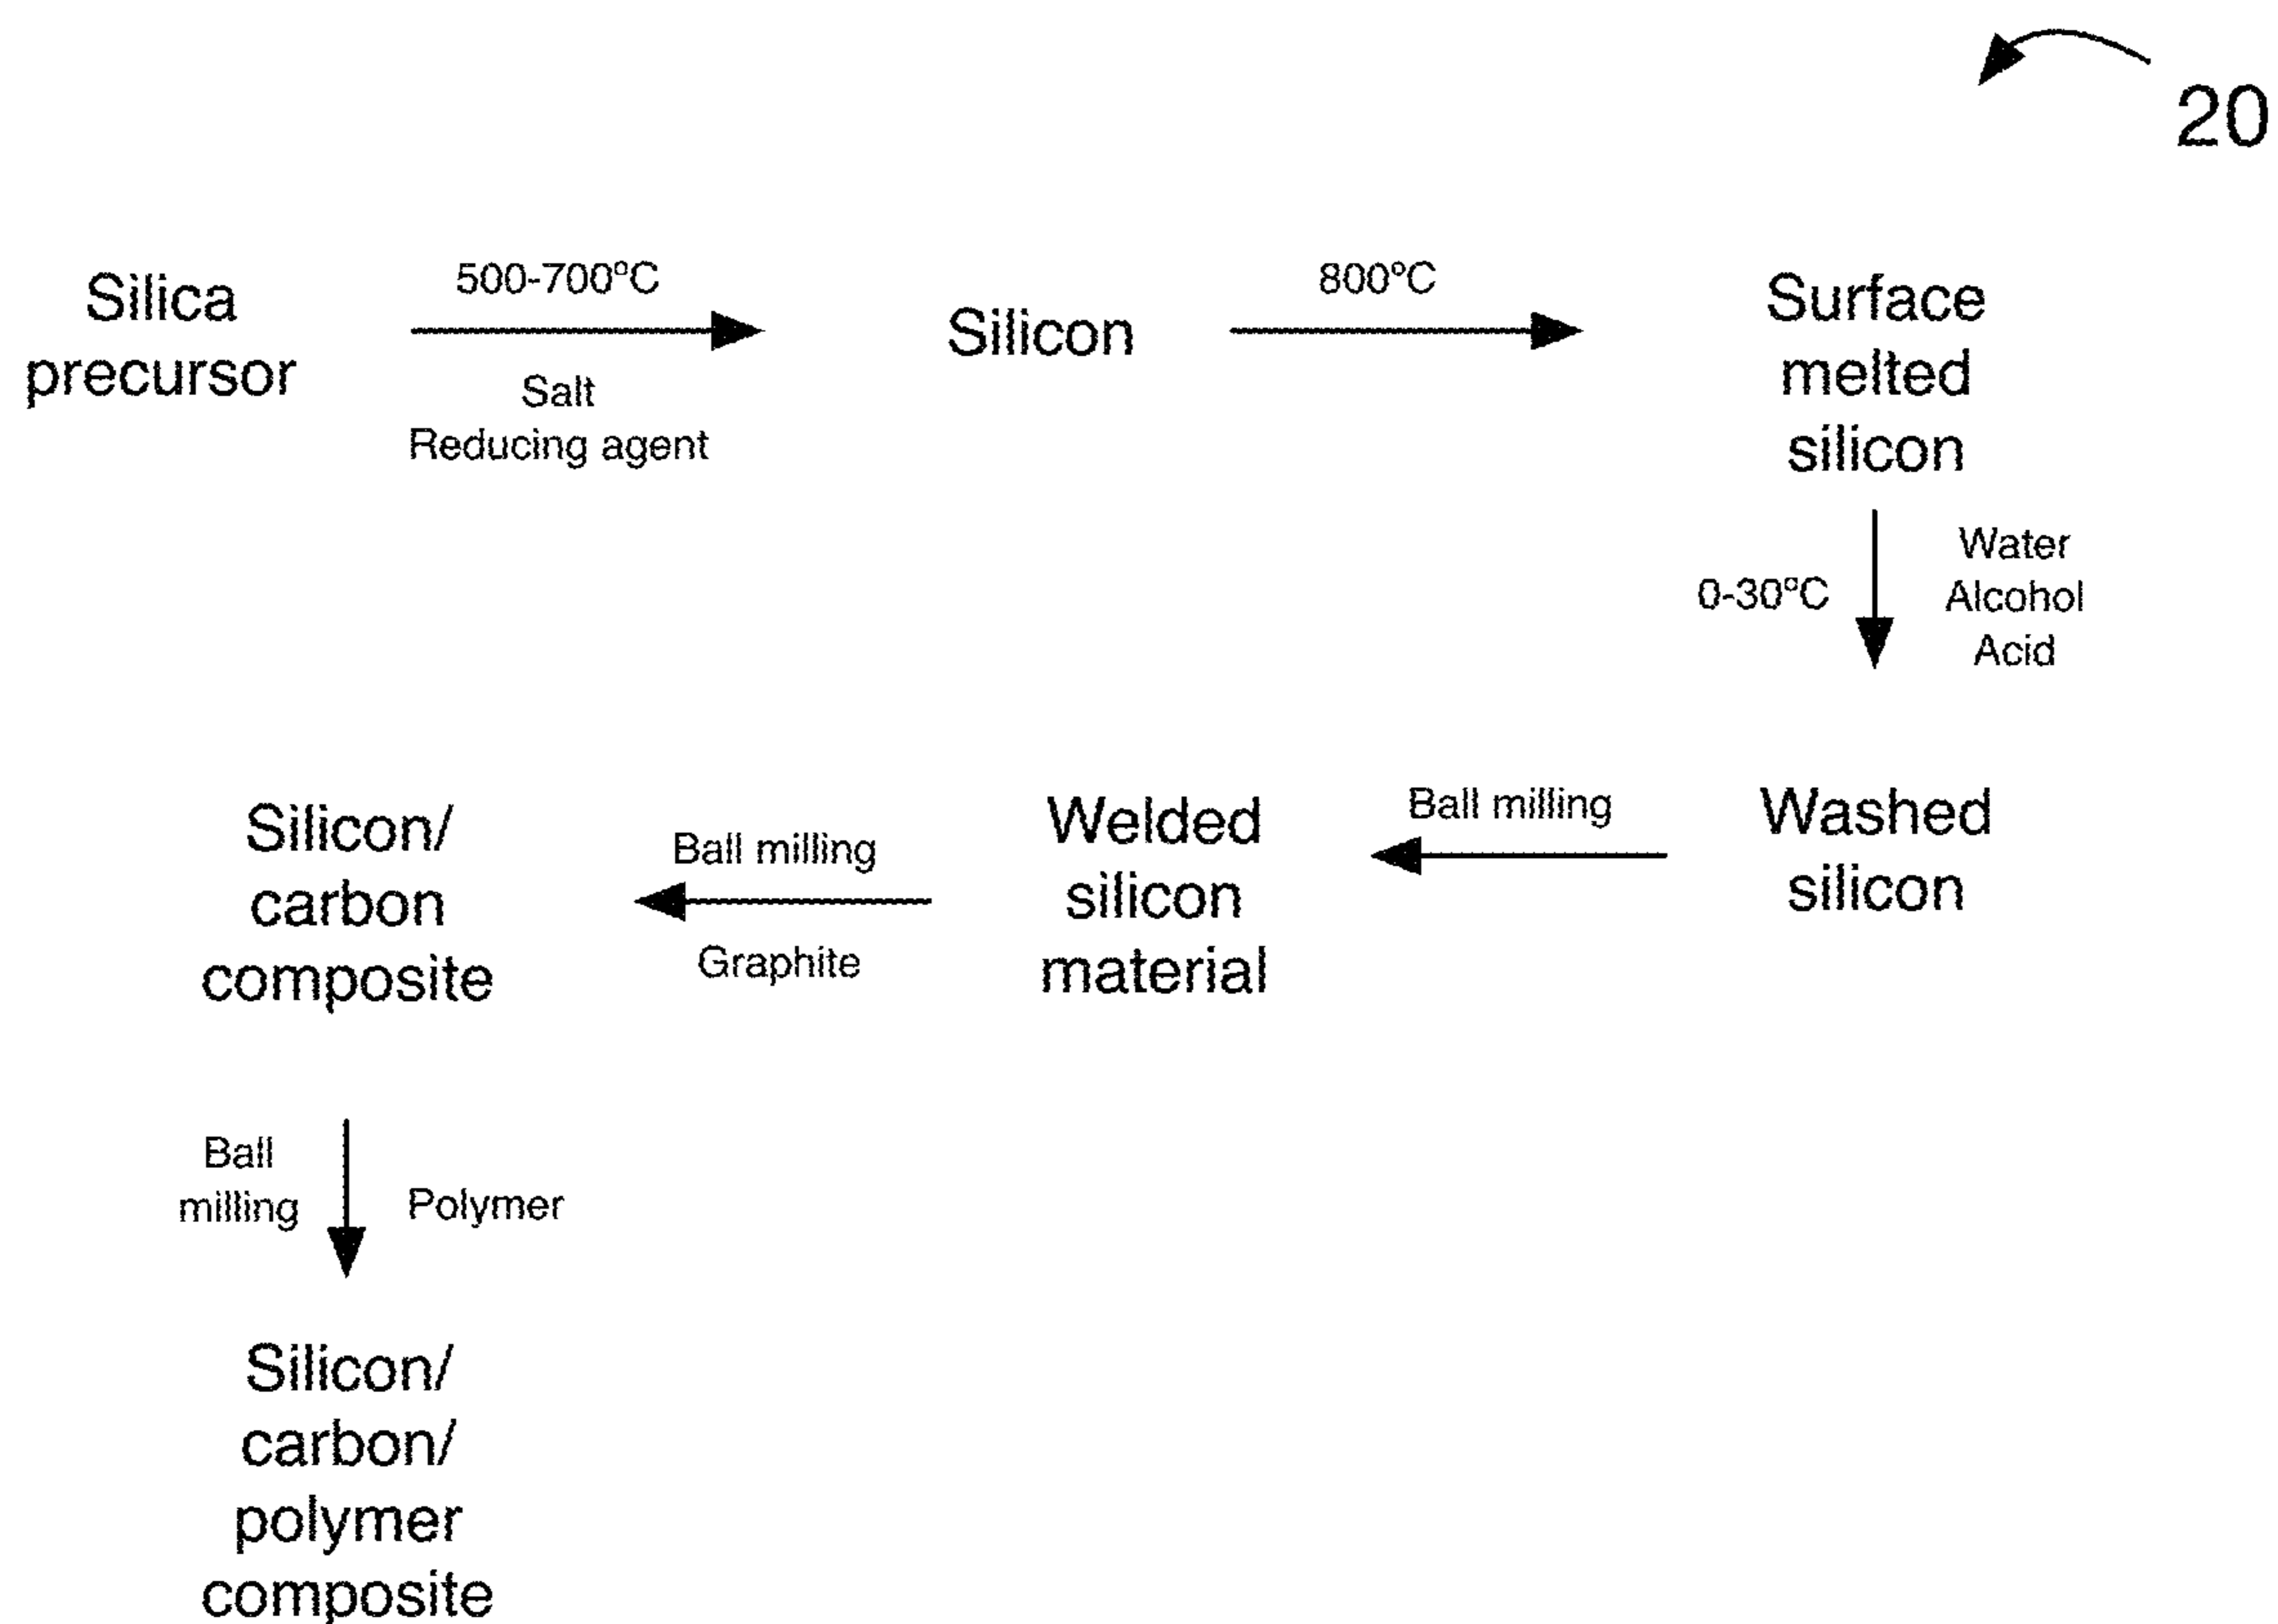 20
Silica
precursor
500-700°C
Salt
Reducing agent
Silicon
800°C
Surface
melted
silicon
0-30°C
Water
Alcohol
Acid
Washed
silicon
Ball milling
Welded
silicon
material
Ball milling
Graphite
Silicon/
carbon
composite
Ball
milling
Polymer
Silicon/
carbon/
polymer
composite